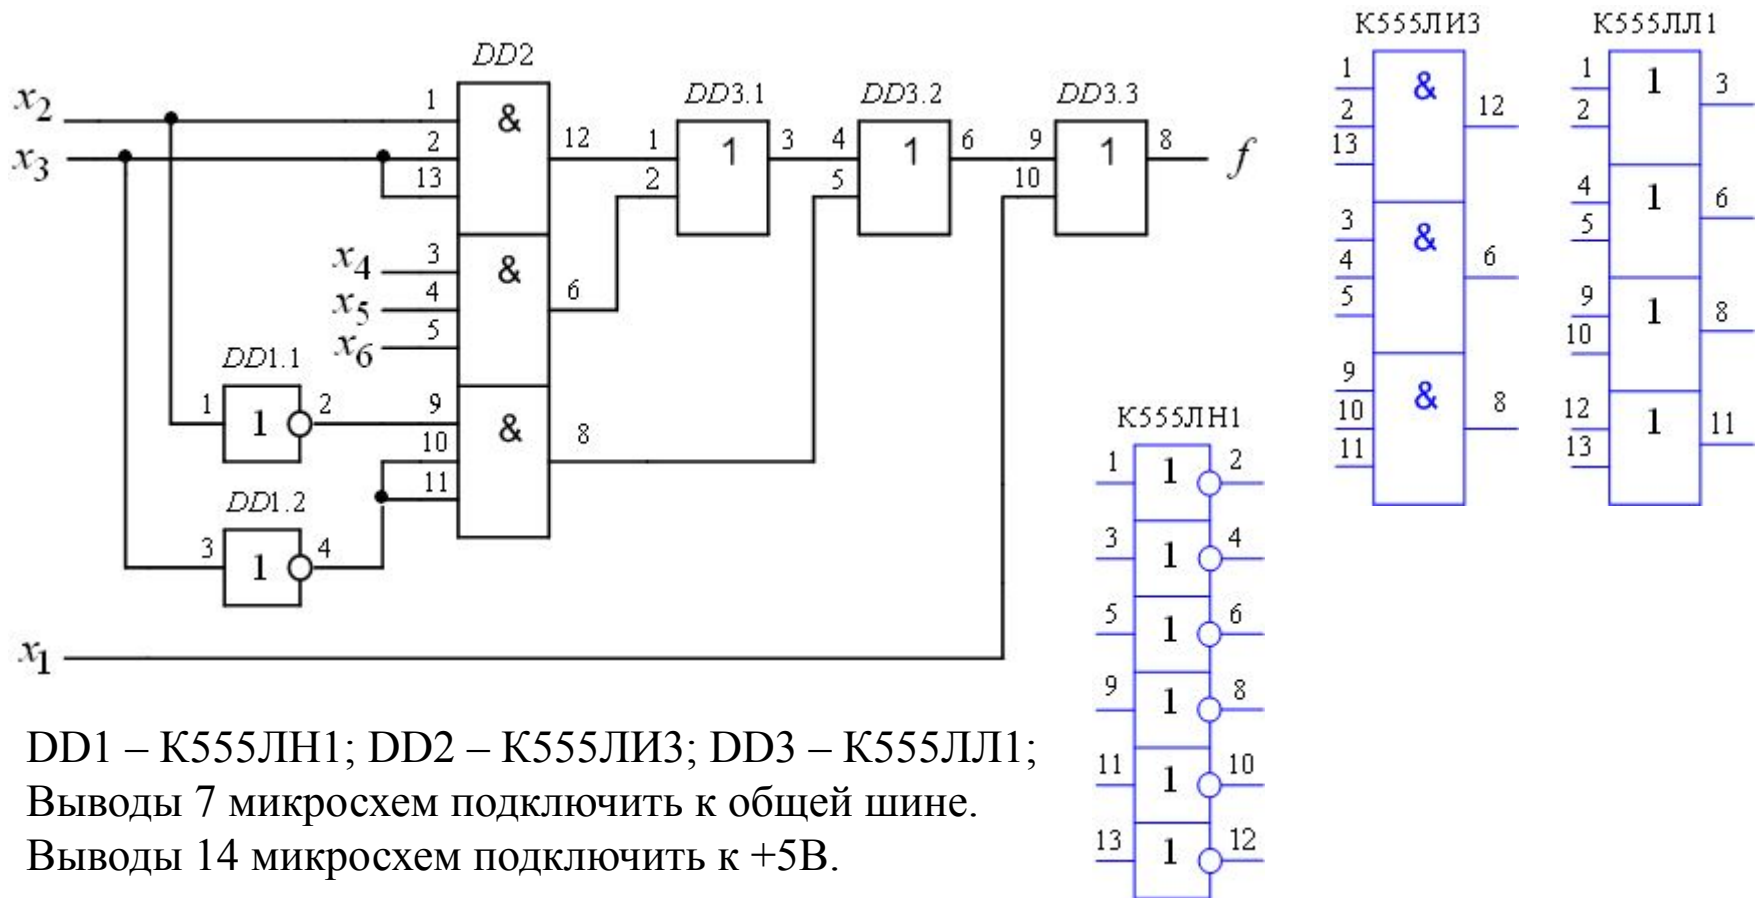 К555ЛИ3 К555ЛЛ1
DD2
DD3.1 DD3.2 DD3.3
x2 1 & 12 1 1 3 4 1 6 9 1 8 f
x3 2 2 5 10
13
x4 3 & 6
x5 4
x6 5
DD1.1
1 1 2 9 & 8
10
11
DD1.2
3 1 4
x1
1 & 12
2
13
3 & 6
4
5
9 & 8
10
11
1 1 3
2
4 1 6
5
9 1 8
10
12 1 11
13
К555ЛН1
1 1 2
3 1 4
5 1 6
9 1 8
11 1 10
13 1 12
DD1 – К555ЛН1; DD2 – К555ЛИ3; DD3 – К555ЛЛ1;
Выводы 7 микросхем подключить к общей шине.
Выводы 14 микросхем подключить к +5В.